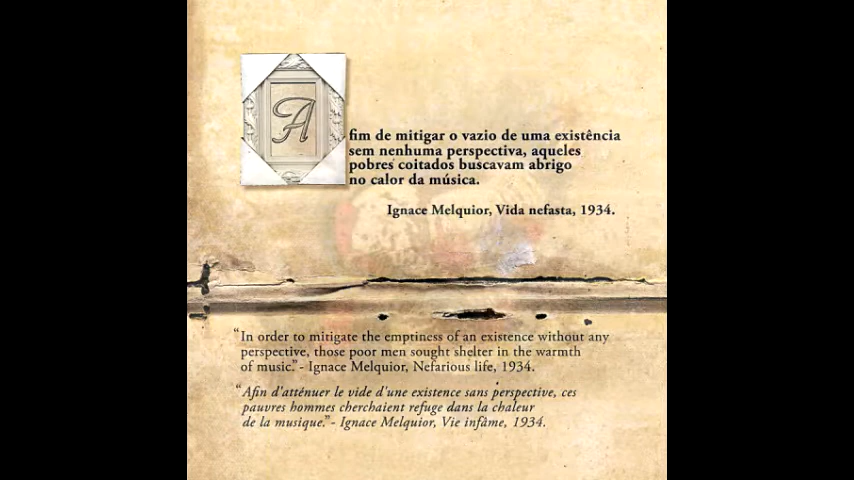 A
fim de mitigar o vazio de uma existência
sem nenhuma perspectiva, aqueles
pobres coitados buscavam abrigo
no calor da música.
Ignace Melquior, Vida nefasta, 1934.
“In order to mitigate the emptiness of an existence without any
perspective, those poor men sought shelter in the warmth
of music.”- Ignace Melquior, Nefarious life, 1934.
“Afin d'atténuer le vide d'une existence sans perspective, ces
pauvres hommes cherchaient refuge dans la chaleur
de la musique.”- Ignace Melquior, Vie infâme, 1934.